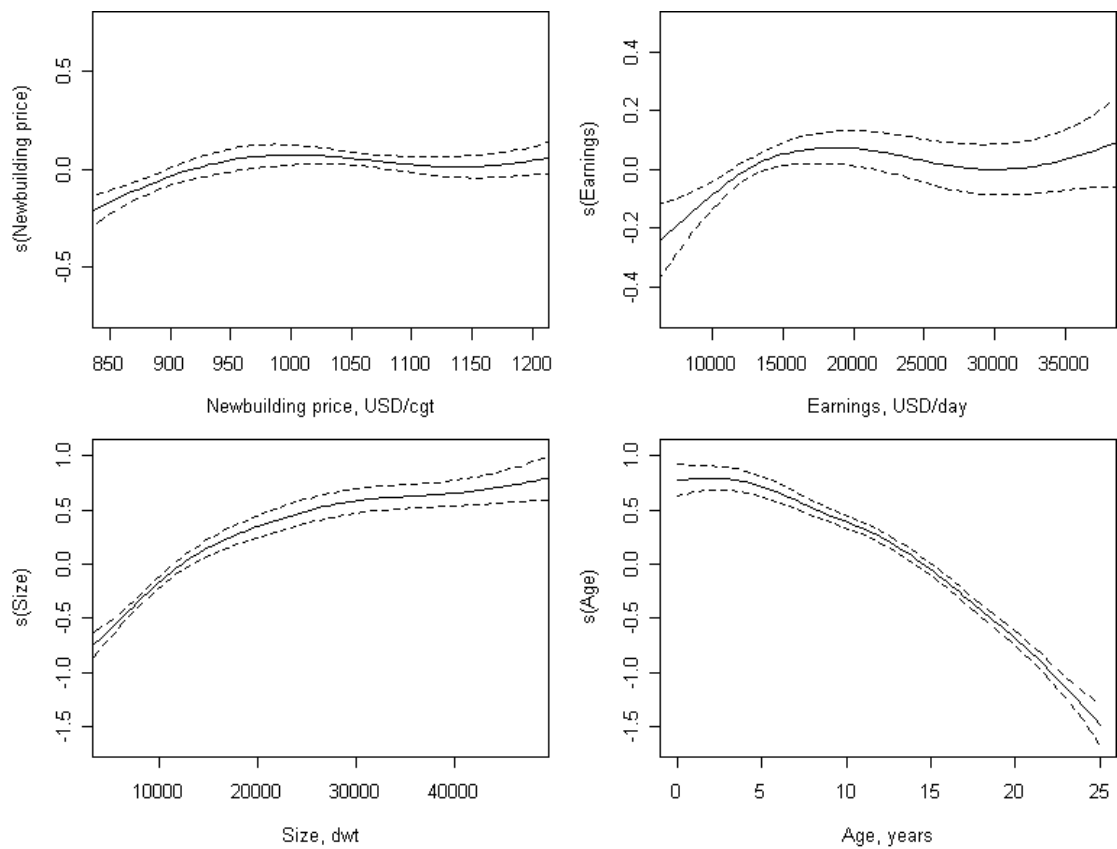 s(Newbuilding price)
0.5
0.0
-0.5
850 900 950 1000 1050 1100 1150 1200
Newbuilding price, USD/cgt
s(Earnings)
0.4
0.2
0.0
-0.2
-0.4
10000 15000 20000 25000 30000 35000
Earnings, USD/day
s(Size)
1.0
0.5
0.0
-0.5
-1.0
-1.5
10000 20000 30000 40000
Size, dwt
s(Age)
1.0
0.5
0.0
-0.5
-1.0
-1.5
0 5 10 15 20 25
Age, years